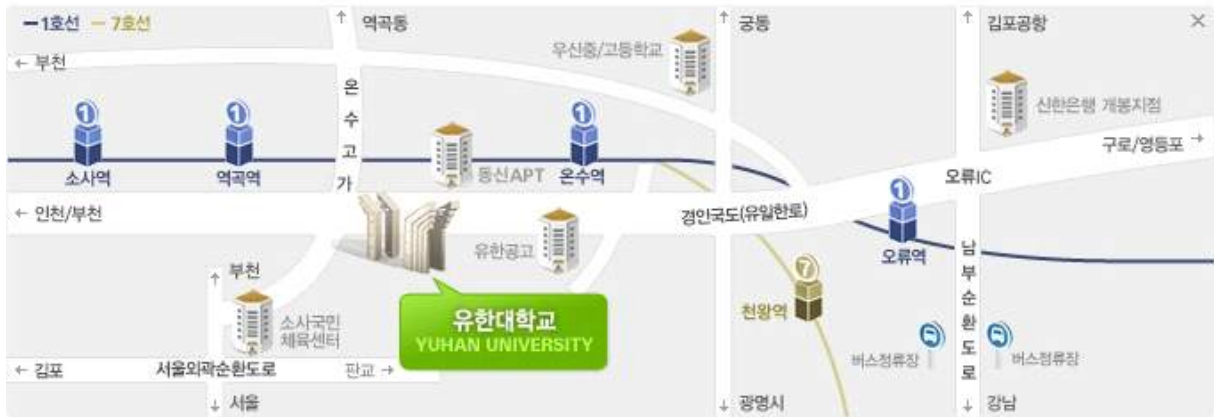 1호선
7호선
역곡동
궁동
김포공항
우신중/고등학교
← 부천
온수고가
신한은행 개봉지점
구로/영등포 →
1
1
1
소사역
역곡역
동신APT
온수역
오류IC
← 인천/부천
경인국도(유일한로)
1
오류역
유한공고
남부순환도로
부천
7
천왕역
소사국민
체육센터
유한대학교
YUHAN UNIVERSITY
버스정류장
버스정류장
← 김포
서울외곽순환도로
판교 →
↓ 서울
↓ 광명시
↓ 강남